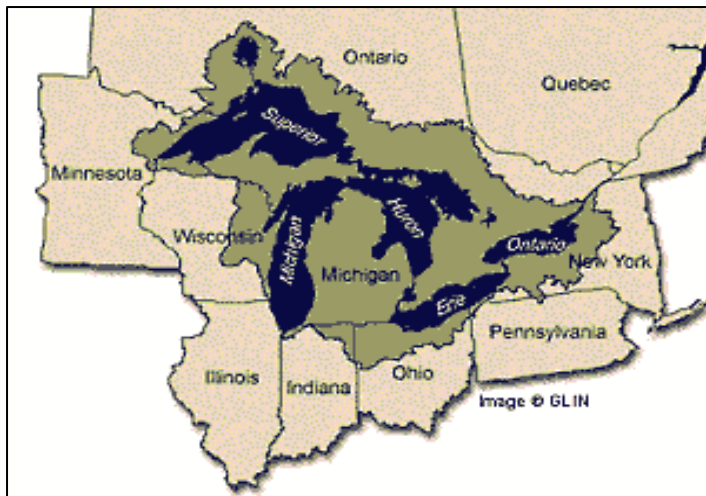 Ontario
Quebec
Superior
Minnesota
Wisconsin
Michigan
Huron
Ontario
Michigan
New York
Erie
Pennsylvania
Illinois
Indiana
Ohio
Image © GLIN